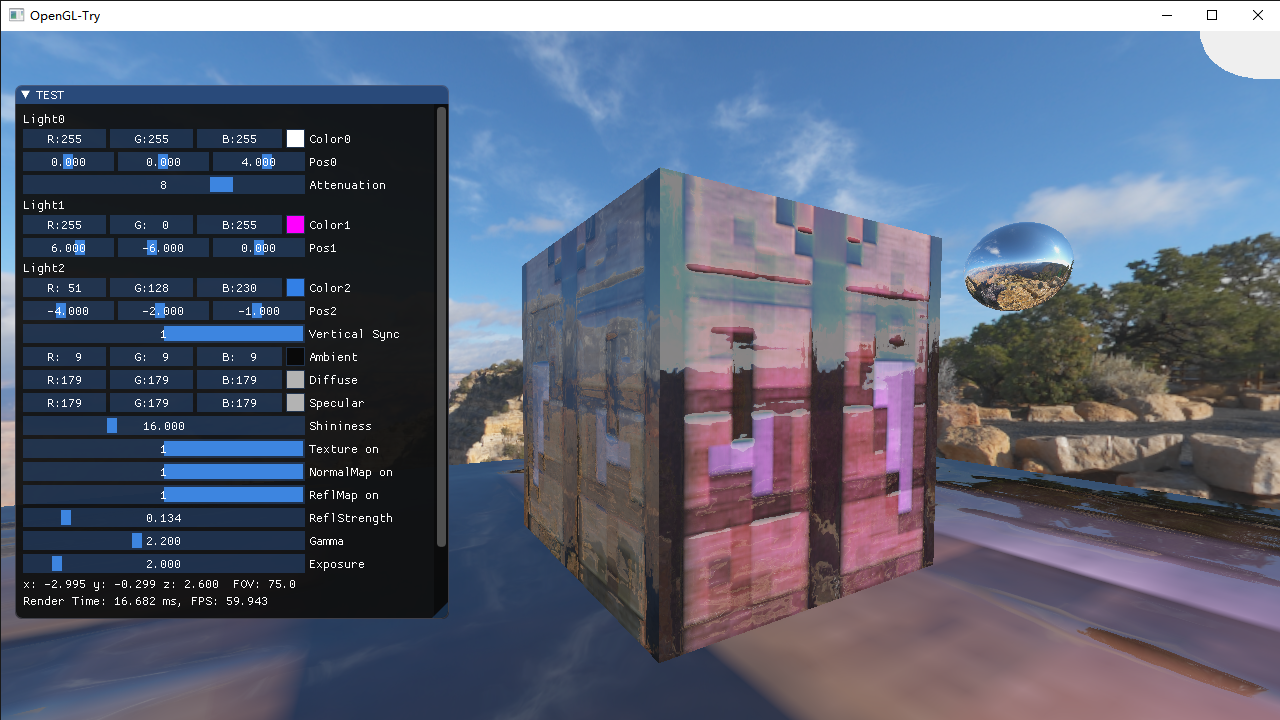 OpenGL-Try
TEST
Light0
R:255 G:255 B:255 Color0
0.000 0.000 4.000 Pos0
8 Attenuation
Light1
R:255 G: 0 B:255 Color1
6.000 -6.000 0.000 Pos1
Light2
R: 51 G:128 B:230 Color2
-4.000 -2.000 -1.000 Pos2
1 Vertical Sync
R: 9 G: 9 B: 9 Ambient
R:179 G:179 B:179 Diffuse
R:179 G:179 B:179 Specular
16.000 Shininess
1 Texture on
1 NormalMap on
1 ReflMap on
0.134 ReflStrength
2.200 Gamma
2.000 Exposure
x: -2.995 y: -0.299 z: 2.600 FOV: 75.0
Render Time: 16.682 ms, FPS: 59.943